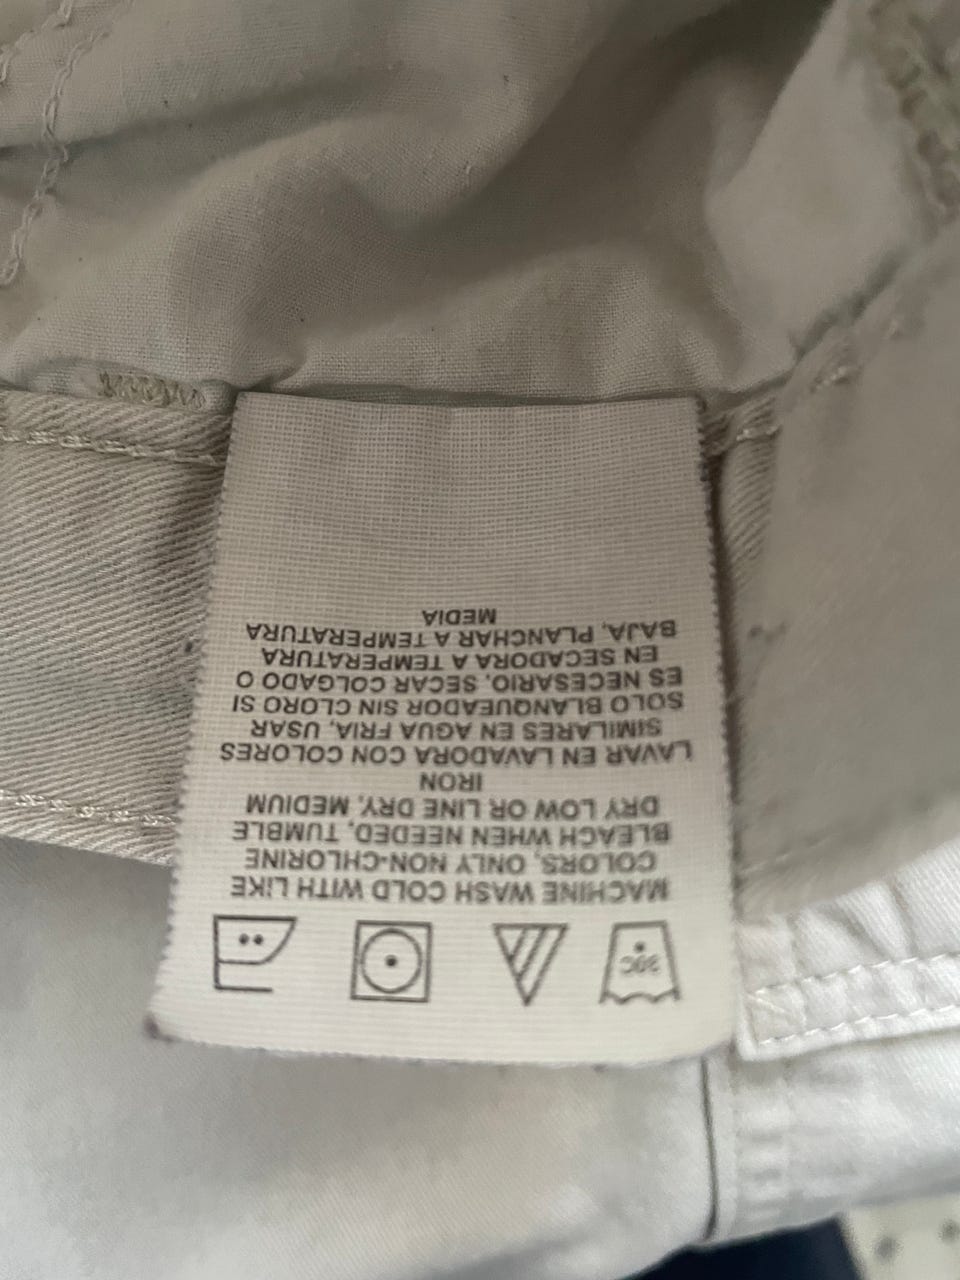 30C
MACHINE WASH COLD WITH LIKE
COLORS, ONLY NON-CHLORINE
BLEACH WHEN NEEDED, TUMBLE
DRY LOW OR LINE DRY, MEDIUM
IRON
LAVAR EN LAVADORA CON COLORES
SIMILARES EN AGUA FRIA, USAR
SOLO BLANQUEADOR SIN CLORO SI
ES NECESARIO, SECAR COLGADO O
EN SECADORA A TEMPERATURA
BAJA, PLANCHAR A TEMPERATURA
MEDIA